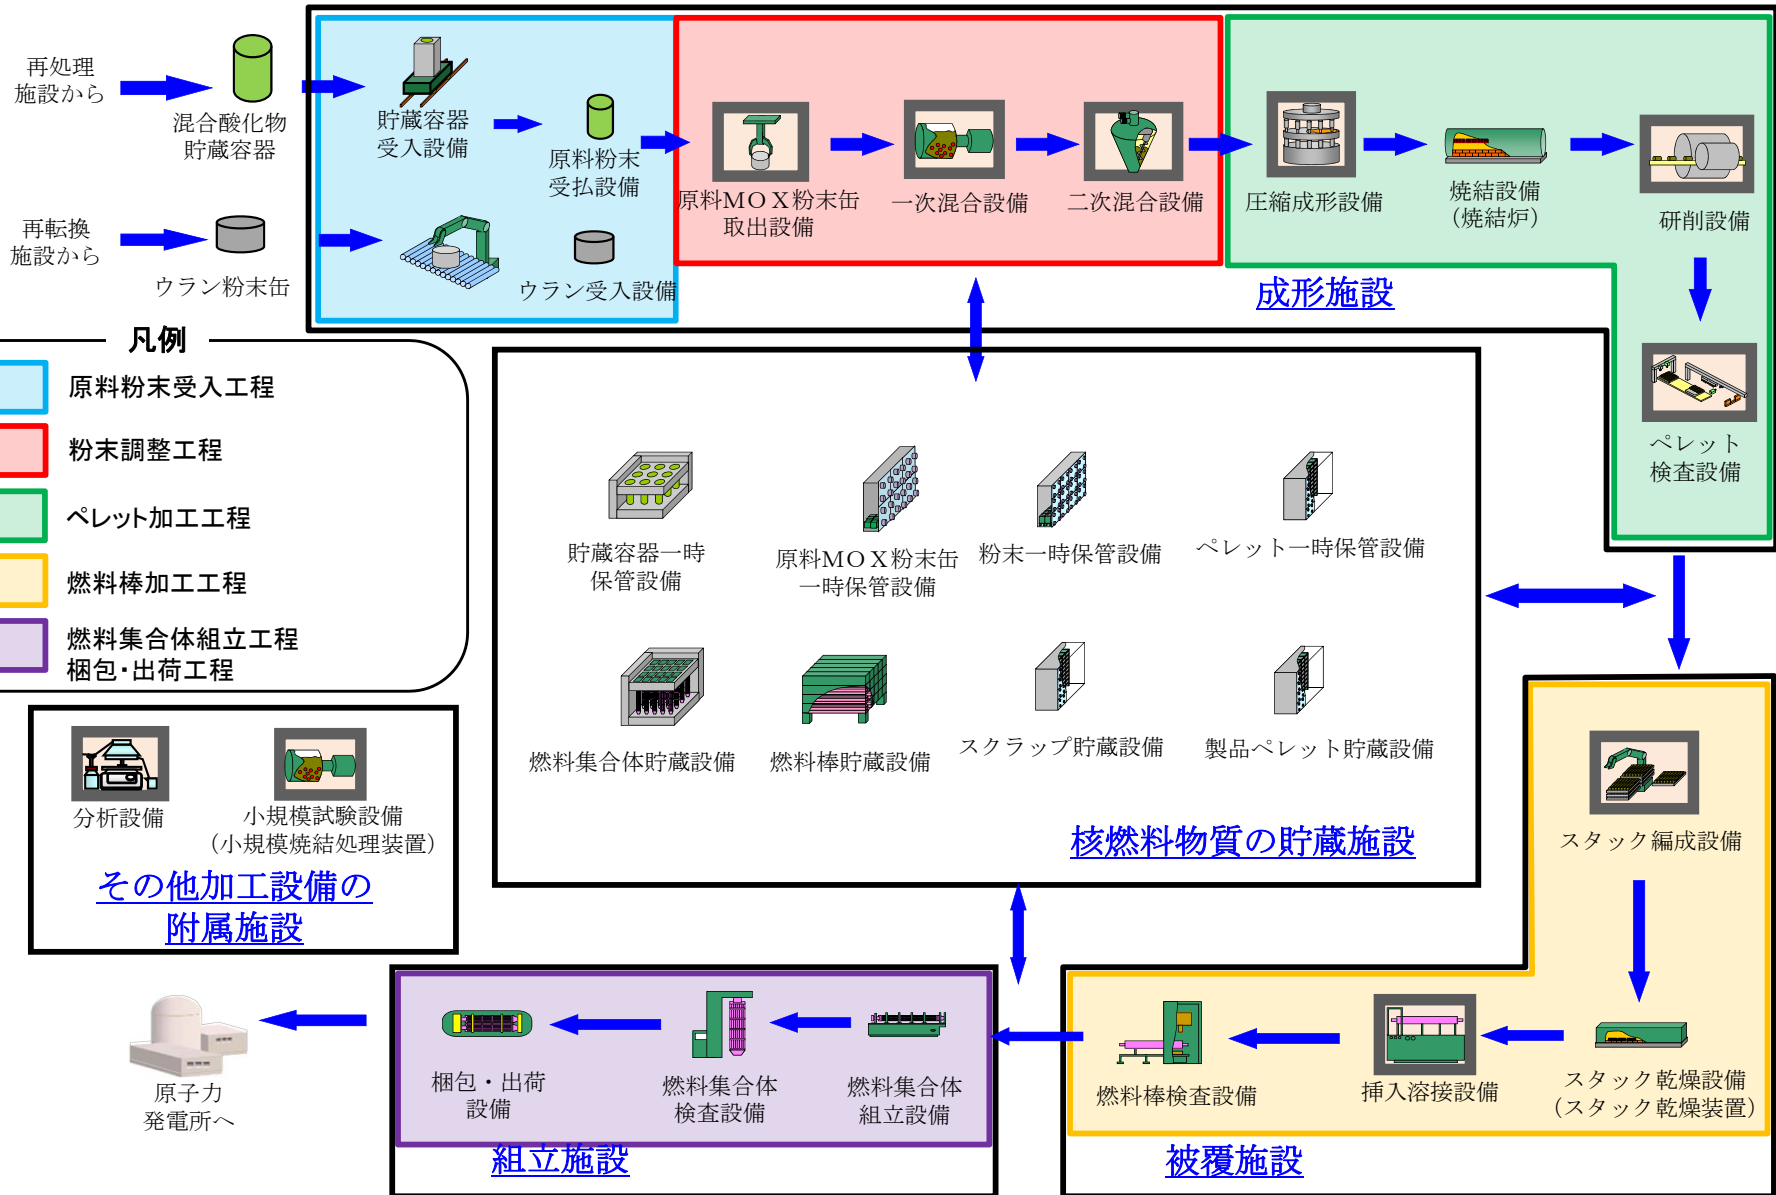 再処理
施設から
混合酸化物
貯蔵容器
貯蔵容器
受入設備
原料粉末
受払設備
再転換
施設から
ウラン粉末缶
ウラン受入設備
原料MOX粉末缶
取出設備
一次混合設備
二次混合設備
圧縮成形設備
焼結設備
(焼結炉)
研削設備
ペレット
検査設備
成形施設
凡例
原料粉末受入工程
粉末調整工程
ペレット加工工程
燃料棒加工工程
燃料集合体組立工程
梱包・出荷工程
貯蔵容器一時
保管設備
原料MOX粉末缶
一時保管設備
粉末一時保管設備
ペレット一時保管設備
燃料集合体貯蔵設備
燃料棒貯蔵設備
スクラップ貯蔵設備
製品ペレット貯蔵設備
核燃料物質の貯蔵施設
分析設備
小規模試験設備
(小規模焼結処理装置)
その他加工設備の
附属施設
スタック編成設備
スタック乾燥設備
(スタック乾燥装置)
挿入溶接設備
燃料棒検査設備
被覆施設
燃料集合体
組立設備
燃料集合体
検査設備
梱包・出荷
設備
組立施設
原子力
発電所へ